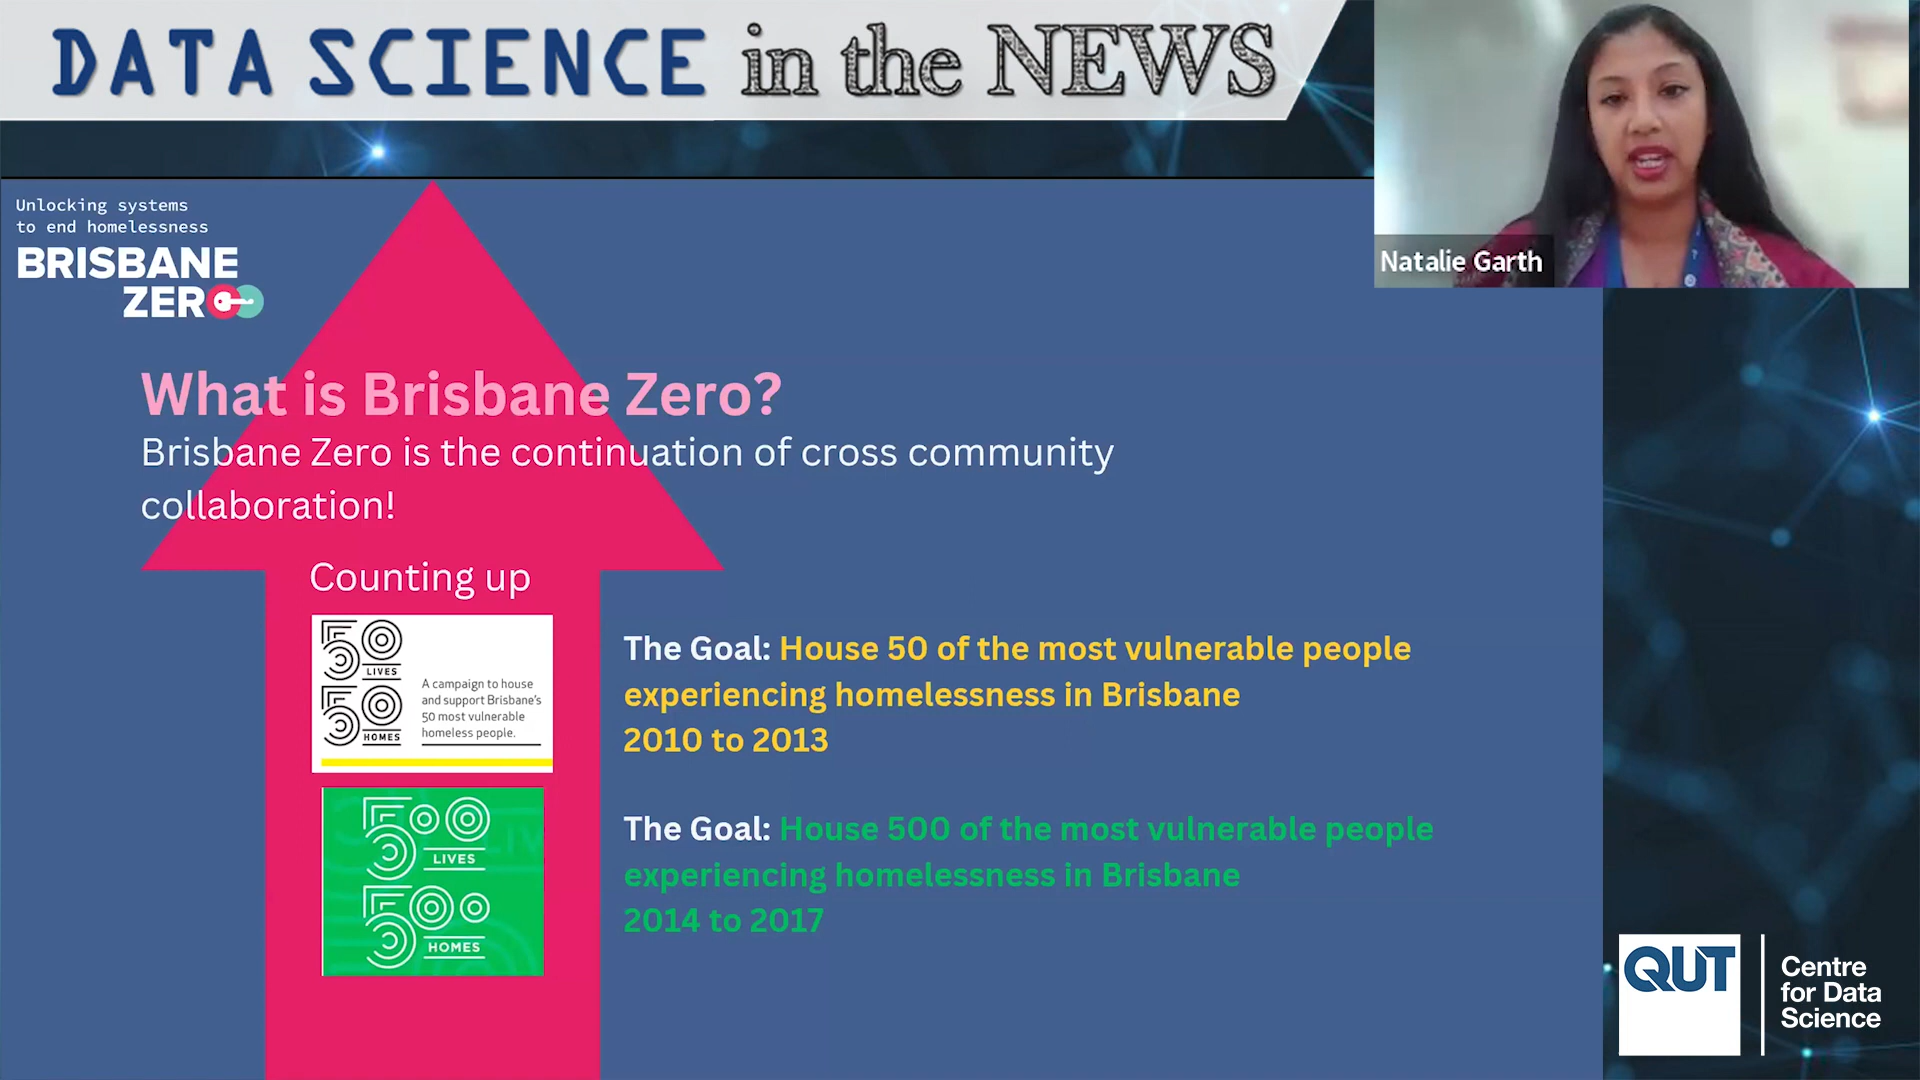 DATA SCIENCE in the NEWS
Natalie Garth
Unlocking systems
to end homelessness
BRISBANE
ZERO
What is Brisbane Zero?
Brisbane Zero is the continuation of cross community
collaboration!
Counting up
50
LIVES
50
HOMES
A campaign to house
and support Brisbane's
50 most vulnerable
homeless people.
The Goal: House 50 of the most vulnerable people
experiencing homelessness in Brisbane
2010 to 2013
500
LIVES
500
HOMES
The Goal: House 500 of the most vulnerable people
experiencing homelessness in Brisbane
2014 to 2017
QUT
Centre
for Data
Science